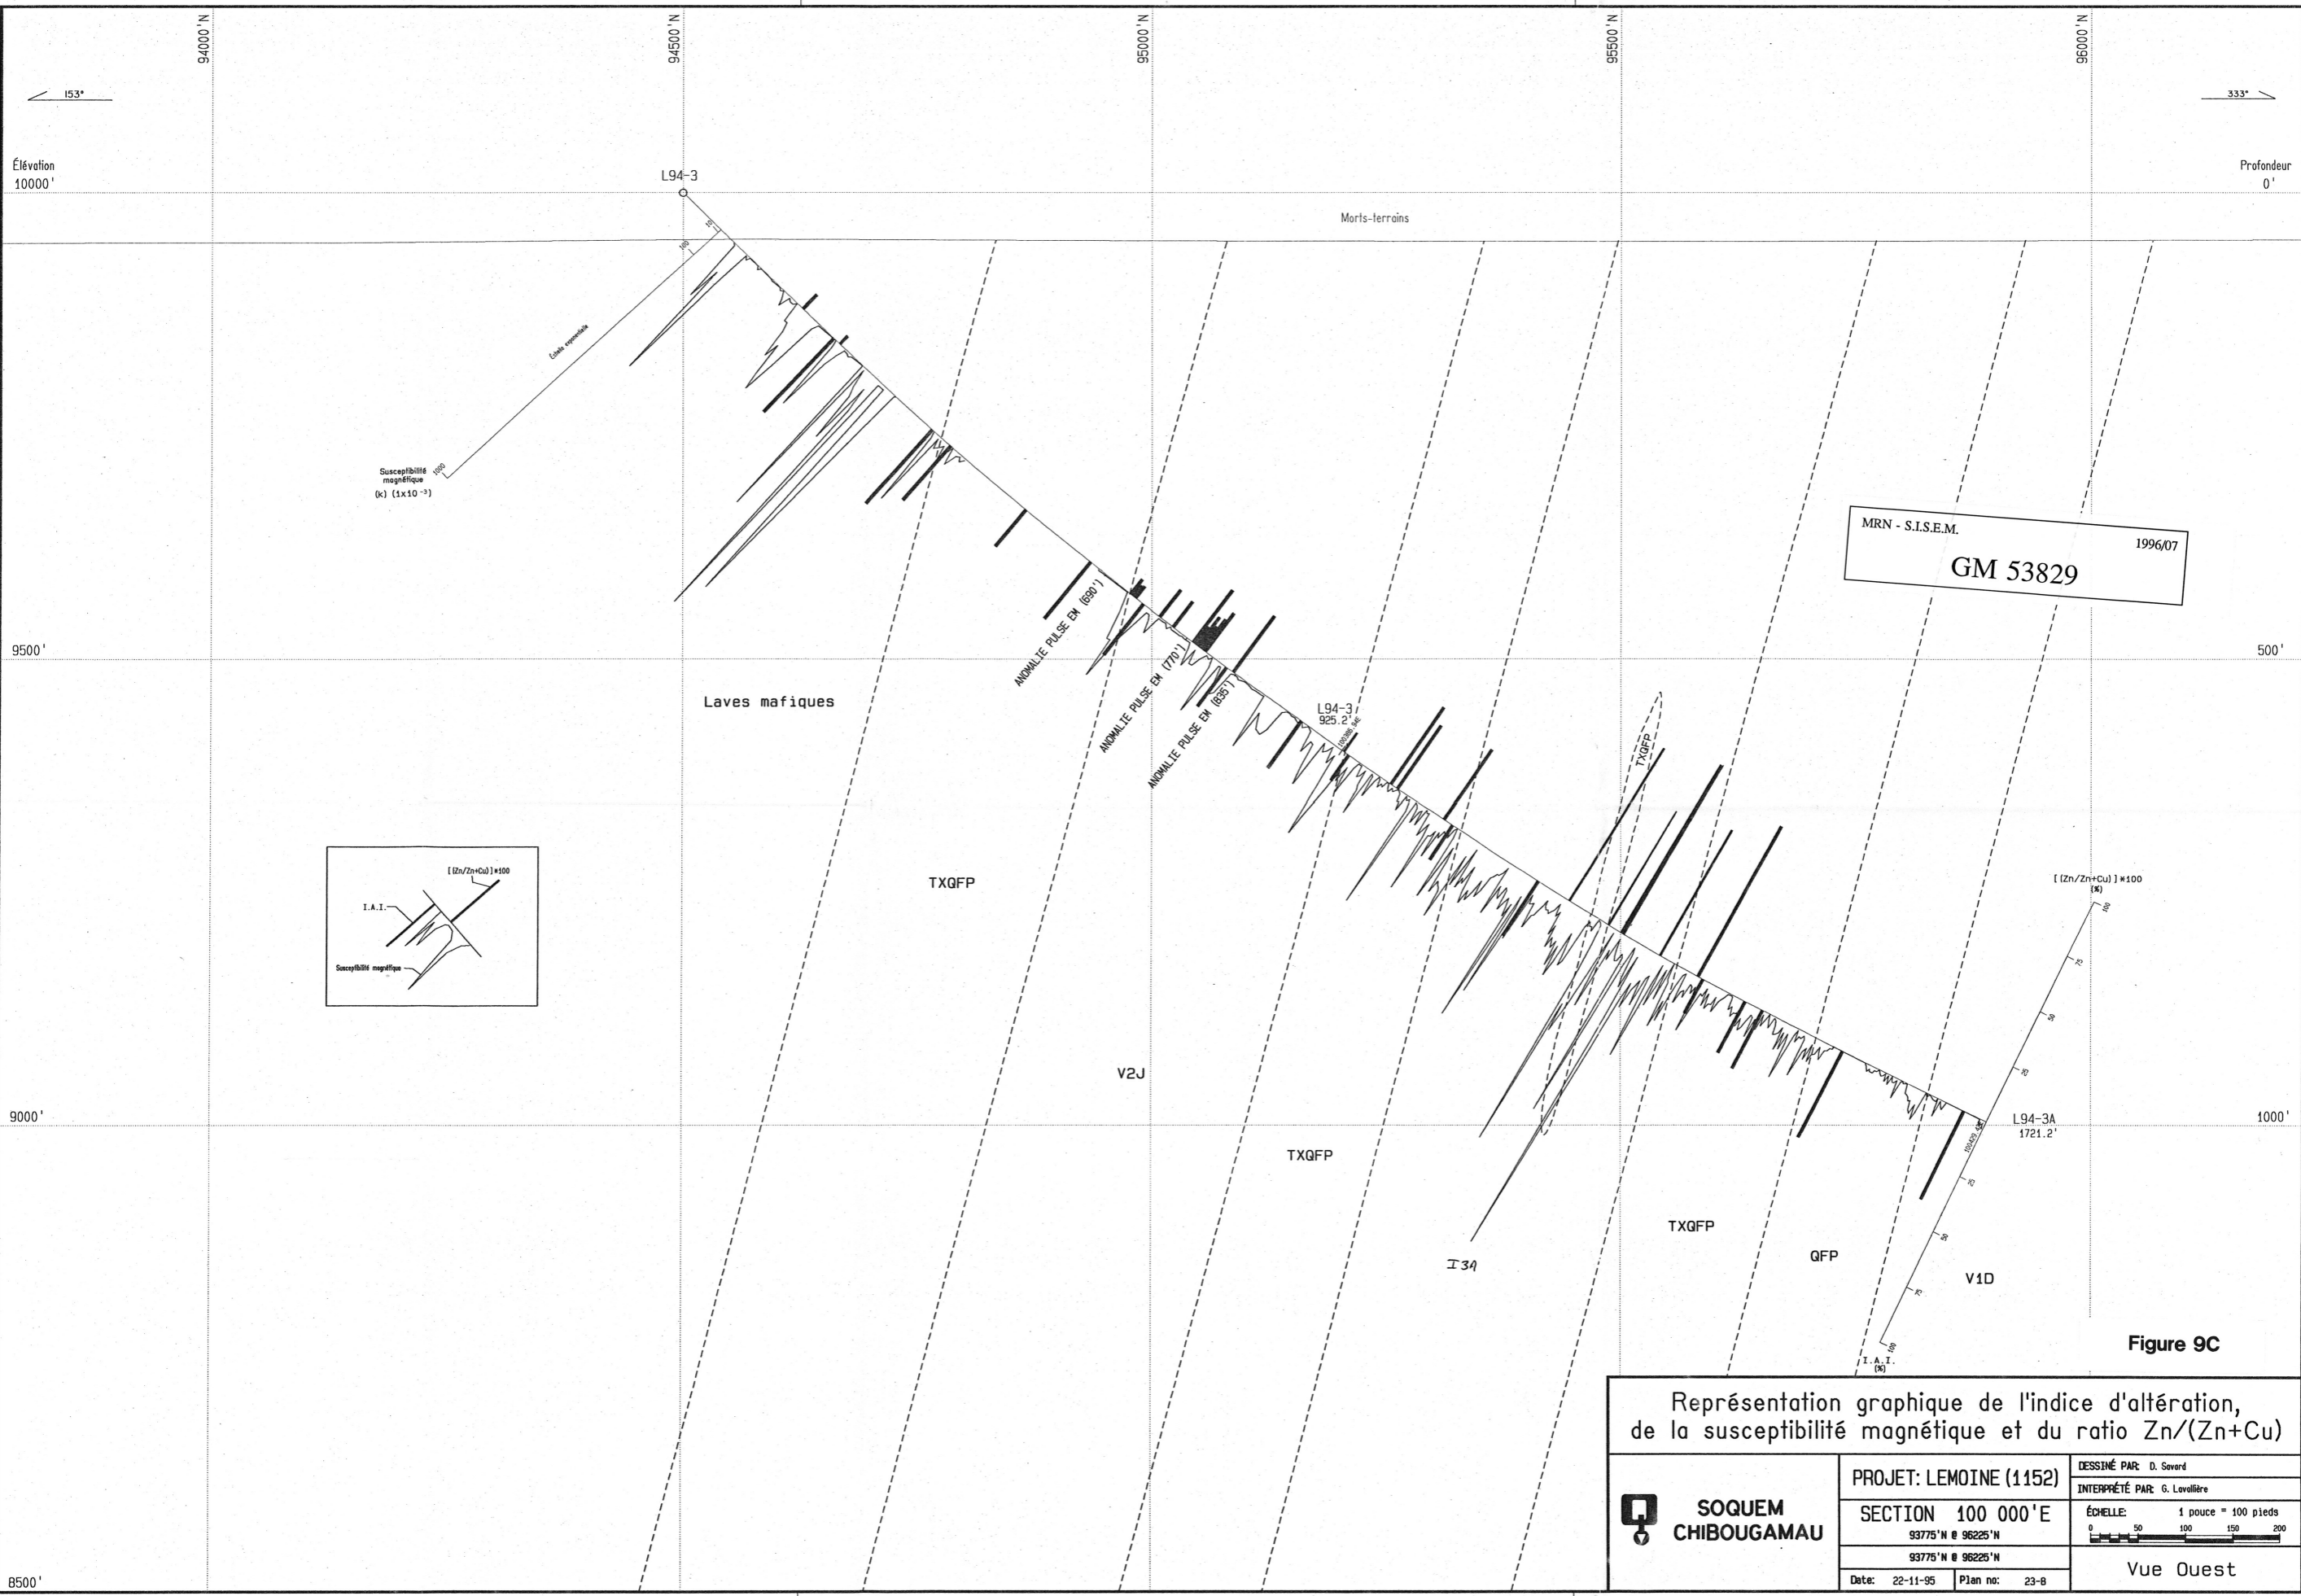 94000'N
94500'N
95000'N
95500'N
96000'N
153°
333°
Élévation
10000'
Profondeur
0'
L94-3
Morts-terrains
10
100
Échelle exponentielle
1000
Susceptibilité
magnétique
(k) (1x10 -3)
MRN - S.I.S.E.M.
1996/07
GM 53829
ANOMALIE PULSE EM (690')
ANOMALIE PULSE EM (770')
ANOMALIE PULSE EM (835')
9500'
500'
Laves mafiques
L94-3
925.2'
TXQFP
[(Zn/Zn+Cu)]*100
I.A.I.
Susceptibilité magnétique
TXQFP
[(Zn/Zn+Cu)]*100
(%)
100
75
50
25
V2J
9000'
1000'
L94-3A
1721.2'
TXQFP
25
50
75
100
I.A.I.
(%)
TXQFP
I3A
QFP
V1D
Figure 9C
Représentation graphique de l'indice d'altération,
de la susceptibilité magnétique et du ratio Zn/(Zn+Cu)
SOQUEM
CHIBOUGAMAU
PROJET: LEMOINE (1152)
SECTION 100 000'E
93775'N @ 96225'N
93775'N @ 96225'N
Date: 22-11-95
Plan no: 23-8
DESSINÉ PAR: D. Savard
INTERPRÉTÉ PAR: G. Lavallière
ÉCHELLE: 1 pouce = 100 pieds
0 50 100 150 200
Vue Ouest
8500'